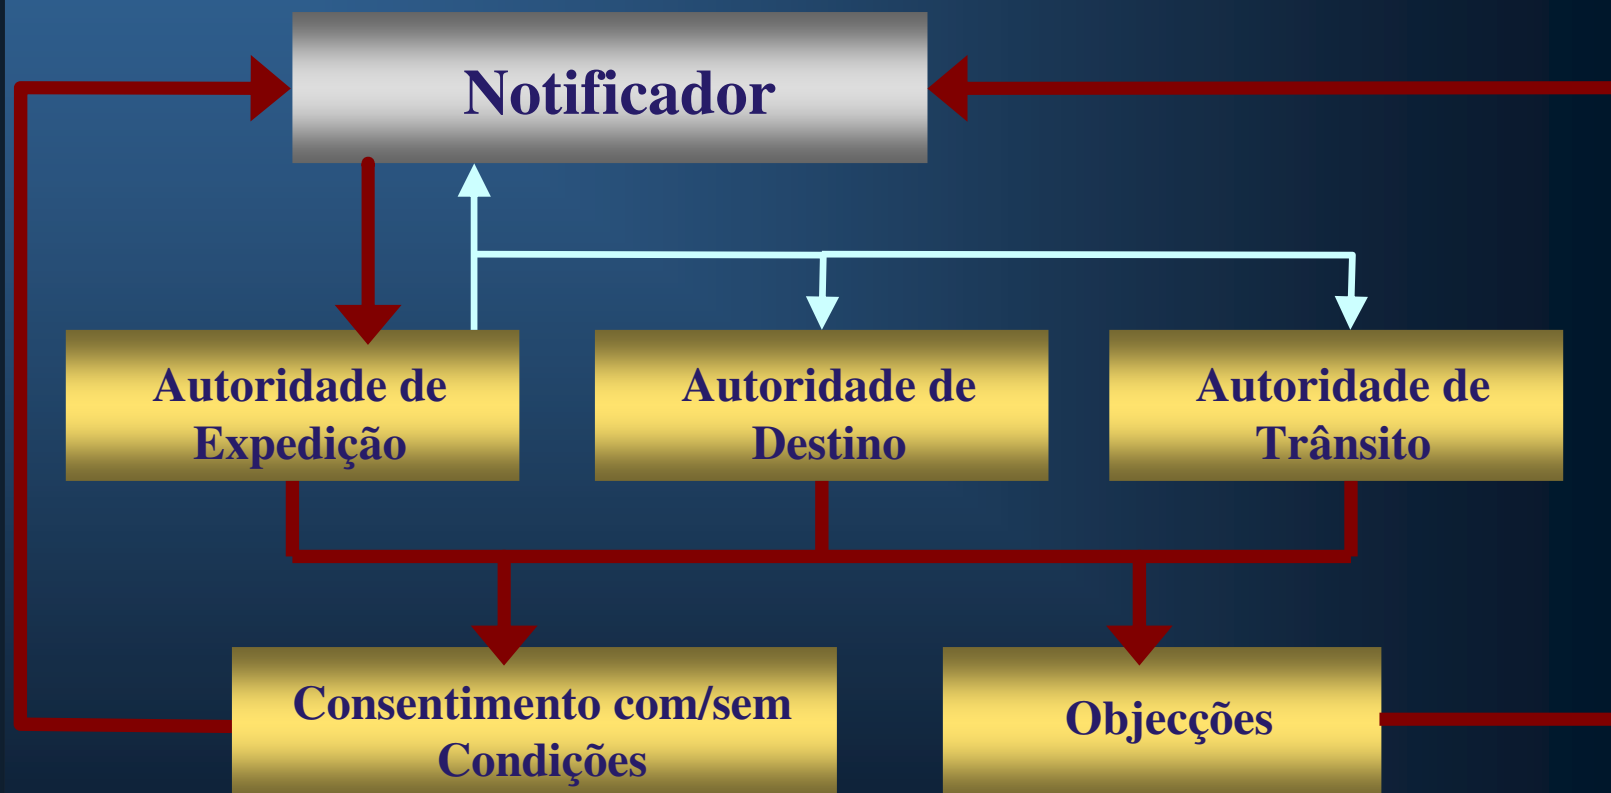 Notificador
Autoridade de
Expedição
Autoridade de
Destino
Autoridade de
Trânsito
Consentimento com/sem
Condições
Objecções